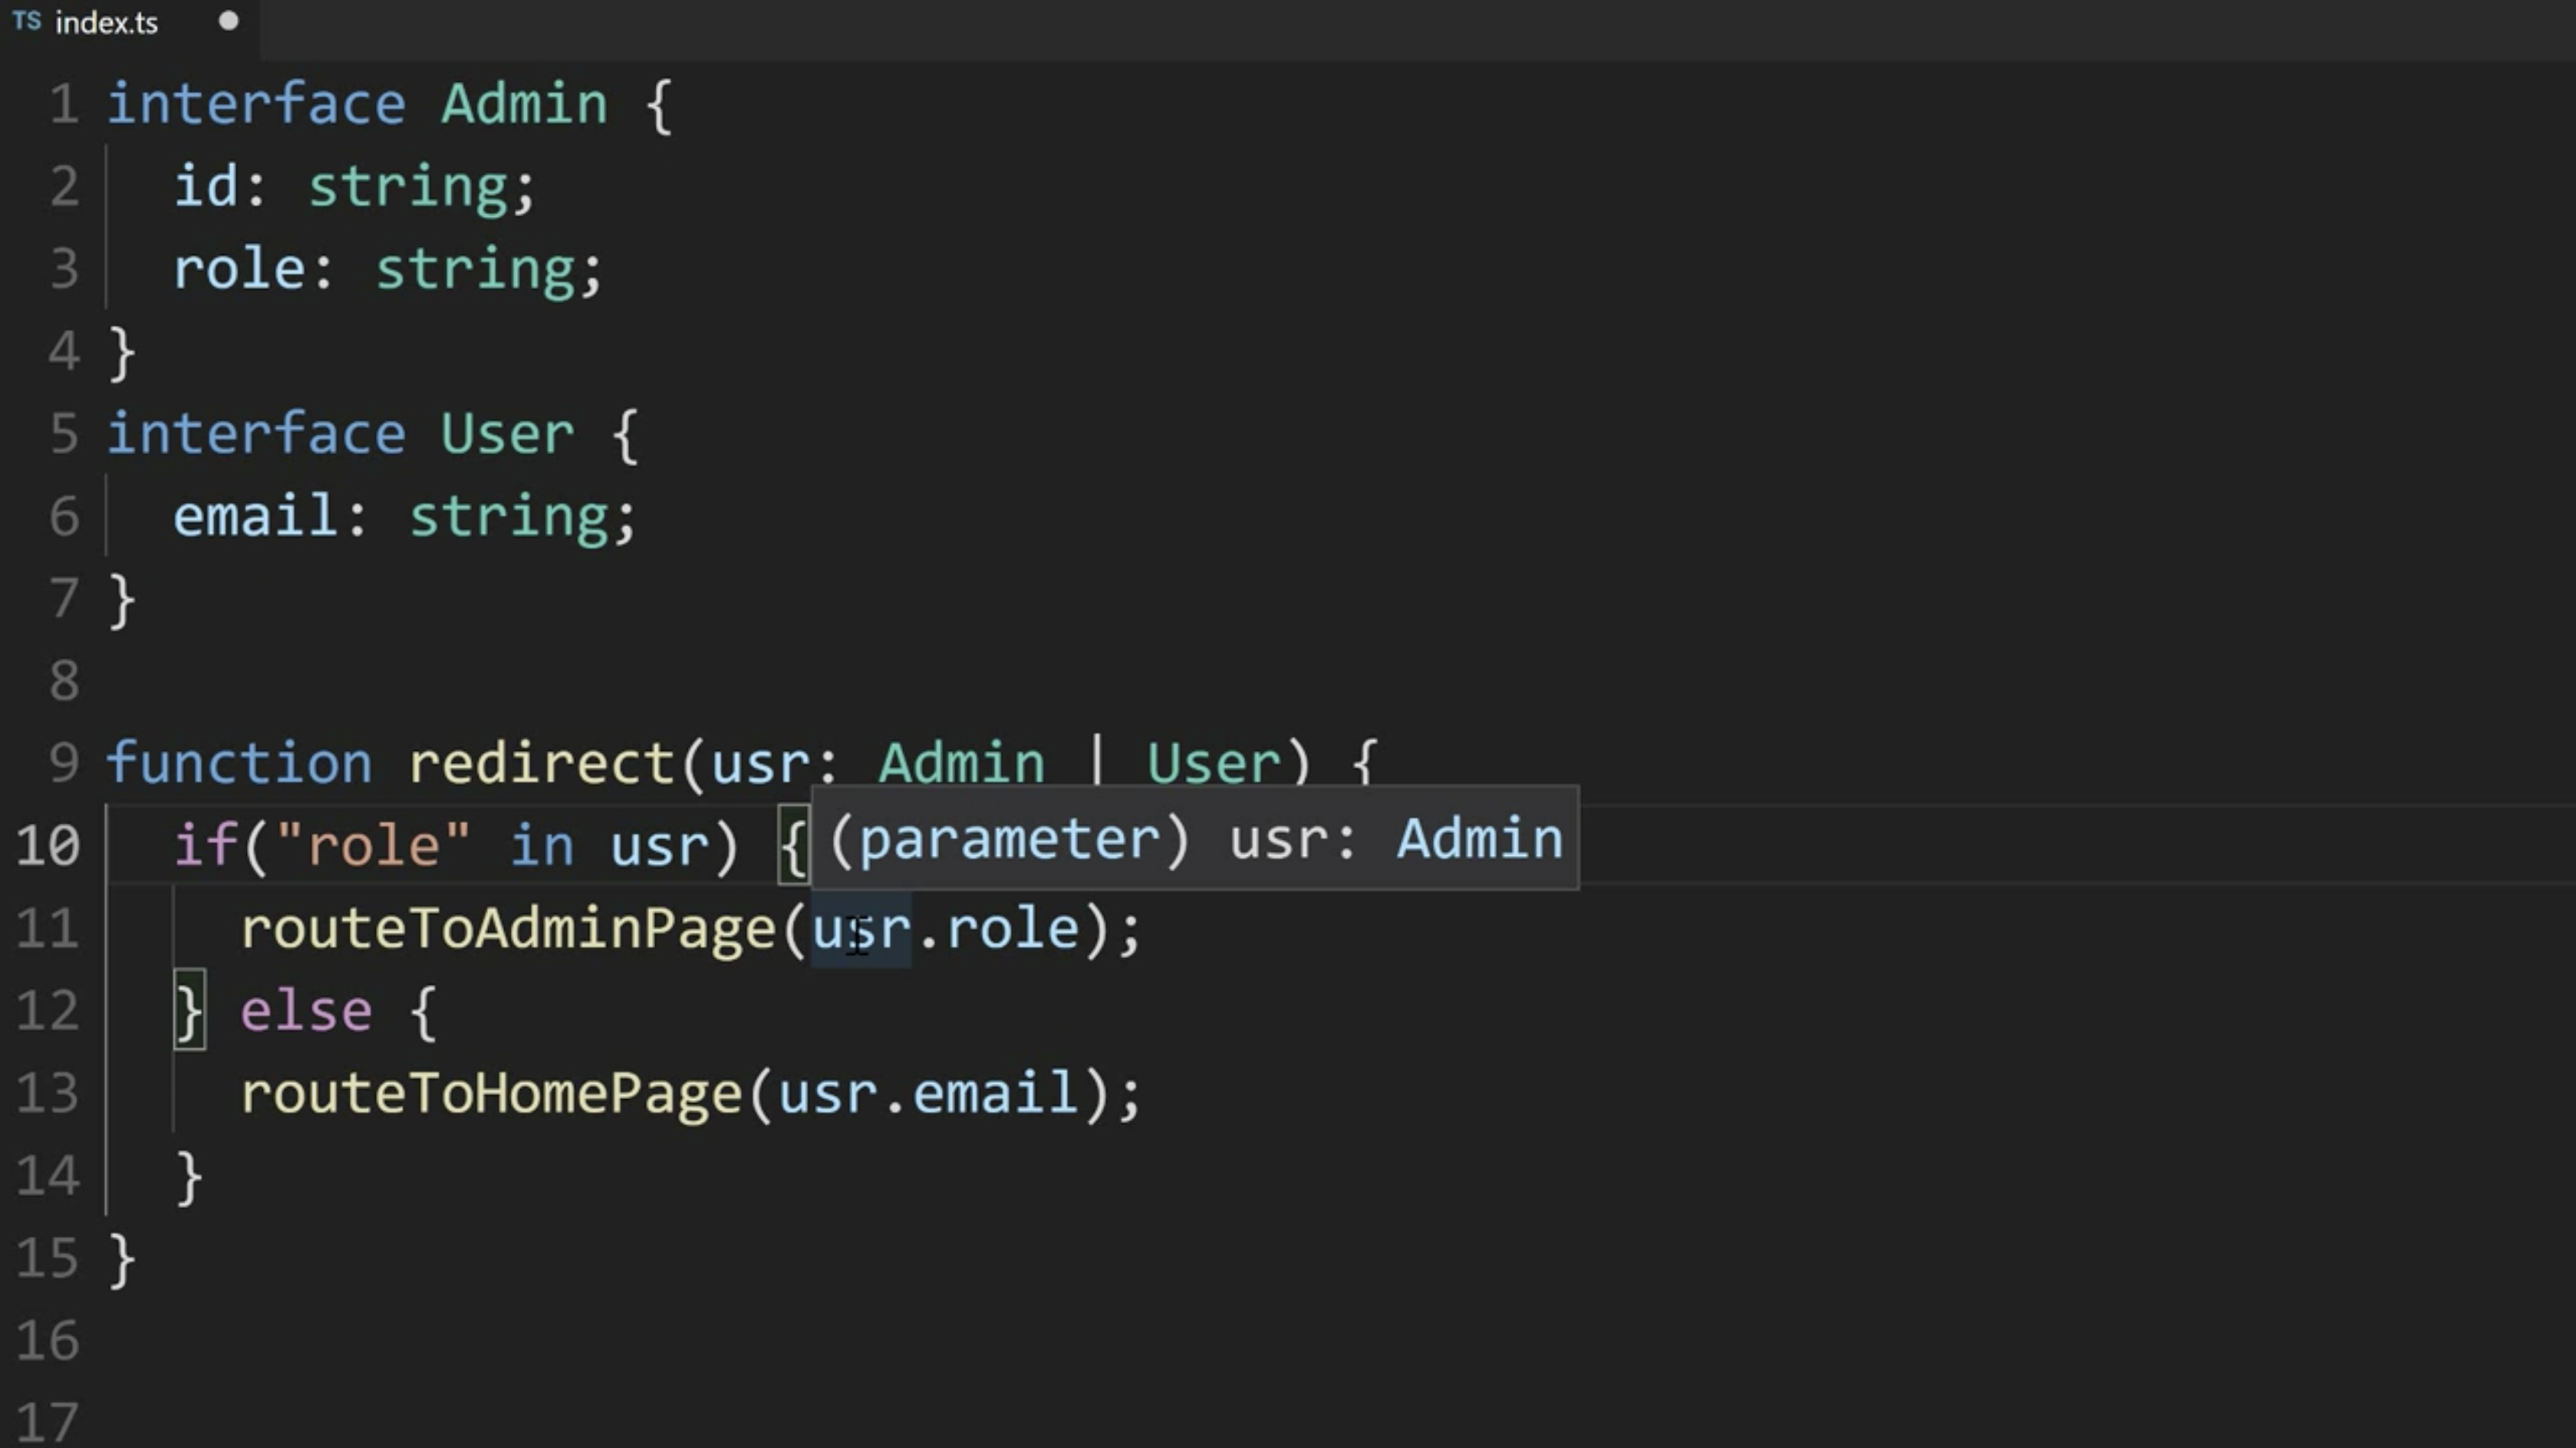 TS index.ts
1 interface Admin {
2 id: string;
3 role: string;
4 }
5 interface User {
6 email: string;
7 }
8
9 function redirect(usr: Admin | User) {
10 if("role" in usr) {
(parameter) usr: Admin
11 routeToAdminPage(usr.role);
12 } else {
13 routeToHomePage(usr.email);
14 }
15 }
16
17